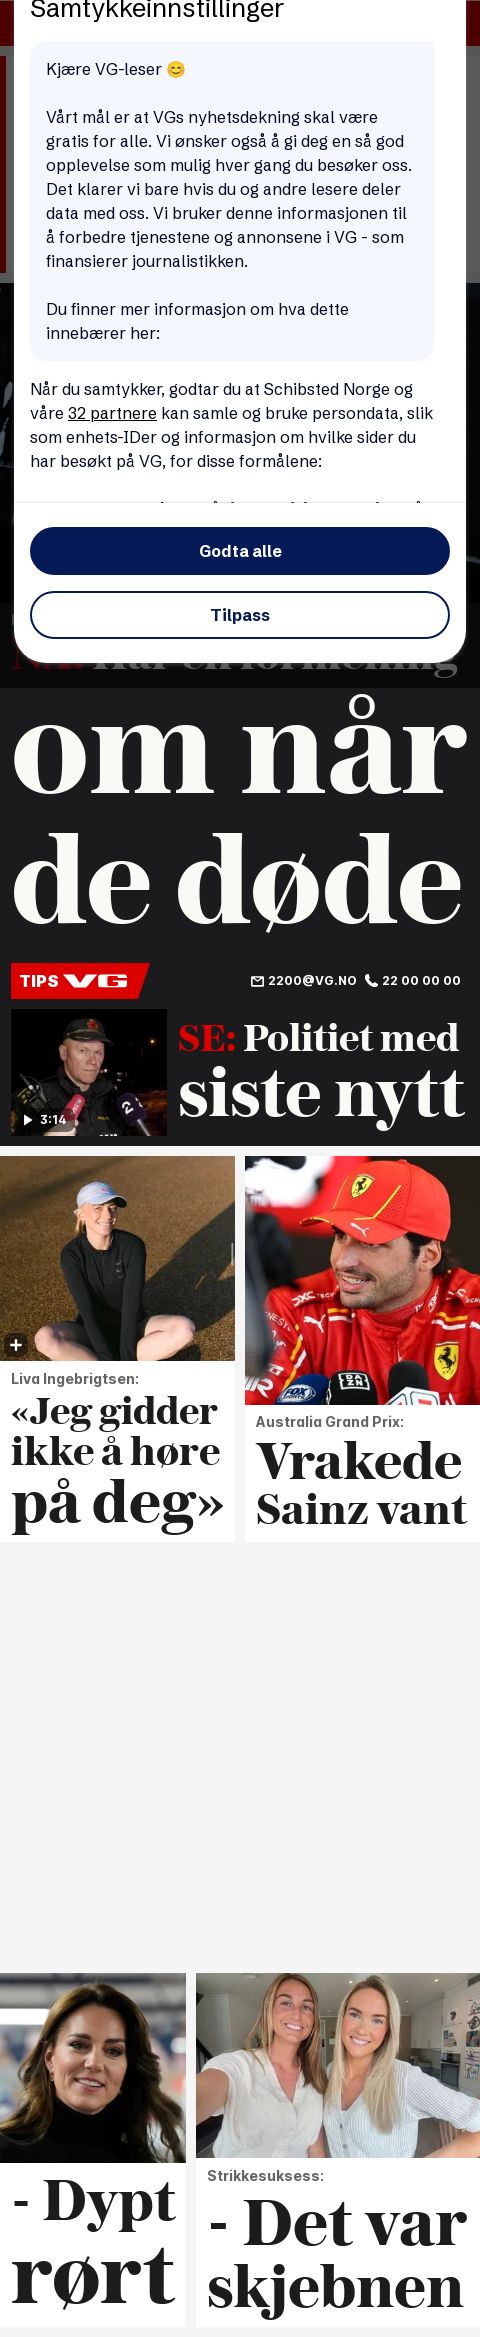 Samtykkeinnstillinger
Kjære VG-leser 😊
Vårt mål er at VGs nyhetsdekning skal være
gratis for alle. Vi ønsker også å gi deg en så god
opplevelse som mulig hver gang du besøker oss.
Det klarer vi bare hvis du og andre lesere deler
data med oss. Vi bruker denne informasjonen til
å forbedre tjenestene og annonsene i VG - som
finansierer journalistikken.
Du finner mer informasjon om hva dette
innebærer her:
Når du samtykker, godtar du at Schibsted Norge og
våre 32 partnere kan samle og bruke persondata, slik
som enhets-IDer og informasjon om hvilke sider du
har besøkt på VG, for disse formålene:
Godta alle
Tilpass
om når
de døde
TIPS VG
2200@VG.NO 22 00 00 00
3:14
SE: Politiet med
siste nytt
Liva Ingebrigtsen:
«Jeg gidder
ikke å høre
på deg»
FOX SPORTS
DAZN
Australia Grand Prix:
Vrakede
Sainz vant
- Dypt
rørt
Strikkesuksess:
- Det var
skjebnen